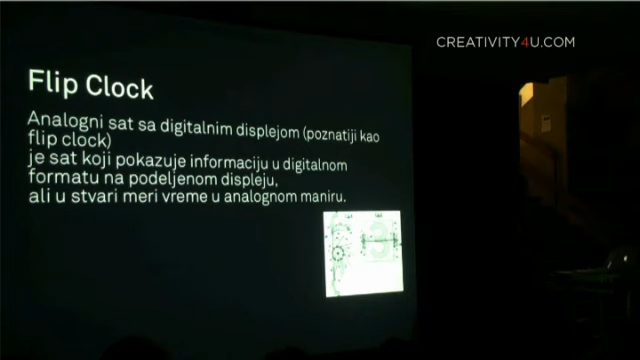 CREATIVITY4U.COM
Flip Clock
Analogni sat sa digitalnim displejom (poznatiji kao
flip clock)
je sat koji pokazuje informaciju u digitalnom
formatu na podeljenom displeju,
ali u stvari meri vreme u analognom maniru.